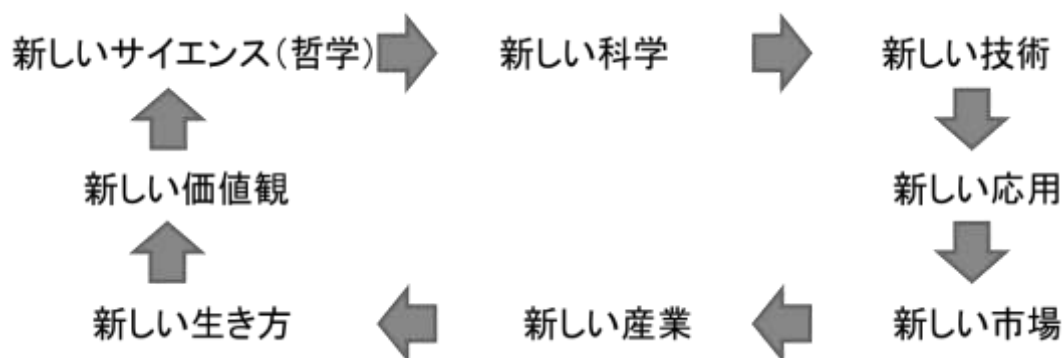 新しいサイエンス(哲学)
新しい科学
新しい技術
新しい価値観
新しい応用
新しい生き方
新しい産業
新しい市場